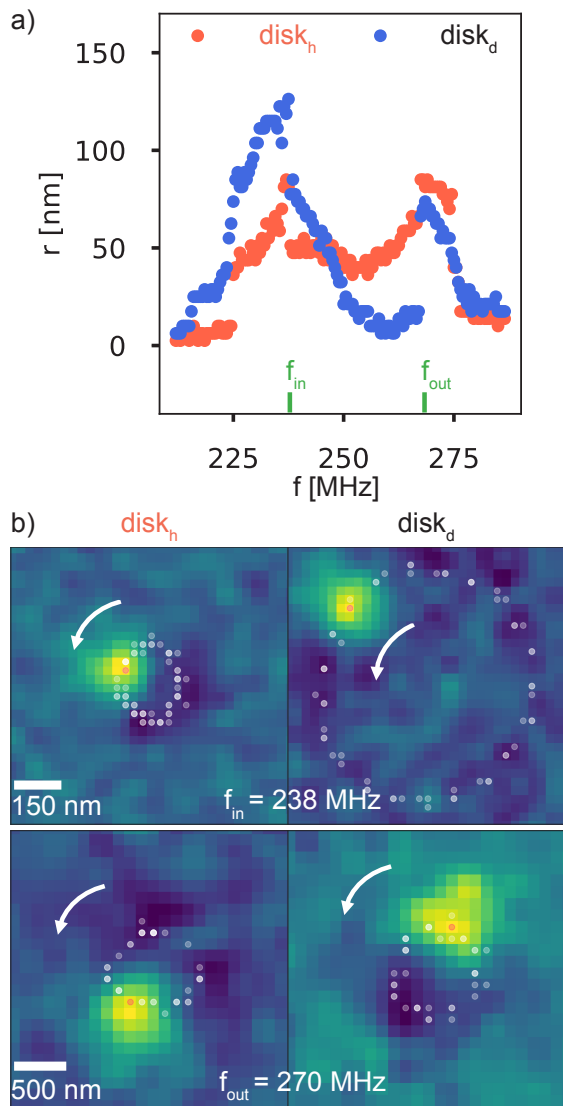 a)
disk_h disk_d
150
100
50
0
r [nm]
f_in f_out
225 250 275
f [MHz]
b)
disk_h disk_d
150 nm
f_in = 238 MHz
500 nm
f_out = 270 MHz